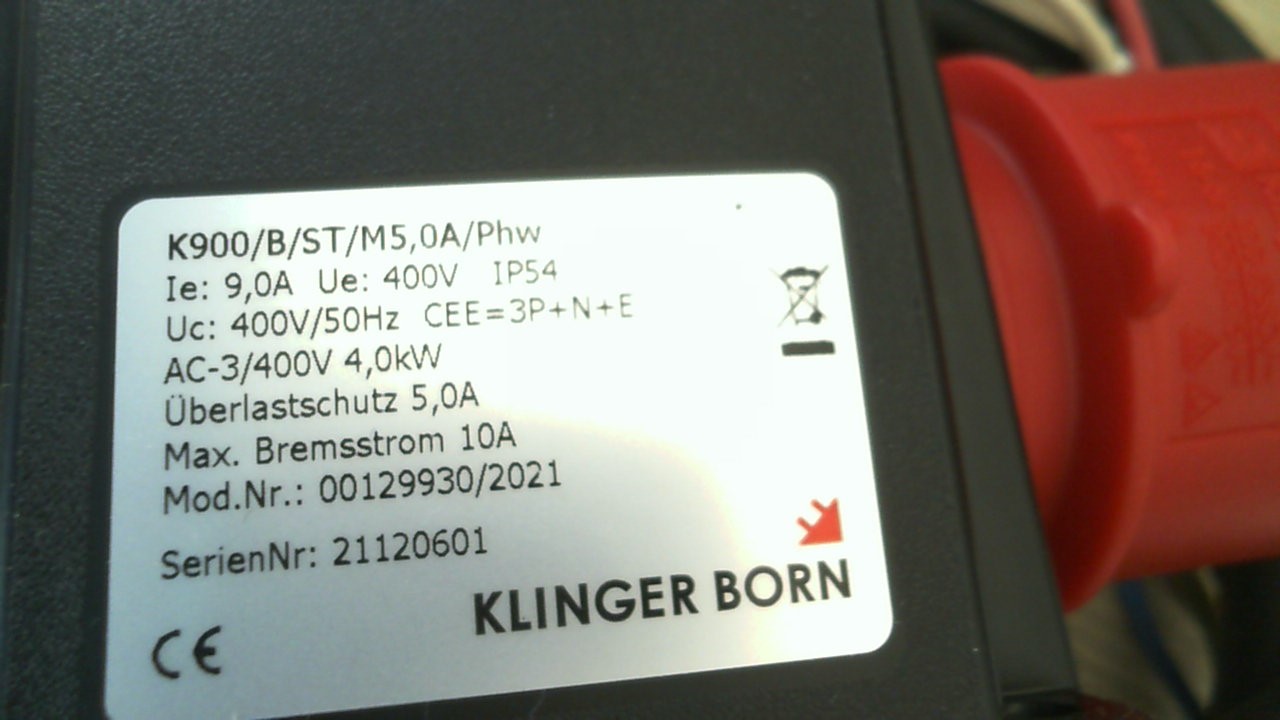 K900/B/ST/M5,0A/Phw
Ie: 9,0A Ue: 400V IP54
Uc: 400V/50Hz CEE=3P+N+E
AC-3/400V 4,0kW
Überlastschutz 5,0A
Max. Bremsstrom 10A
Mod.Nr.: 00129930/2021
SerienNr: 21120601
KLINGER BORN
CE